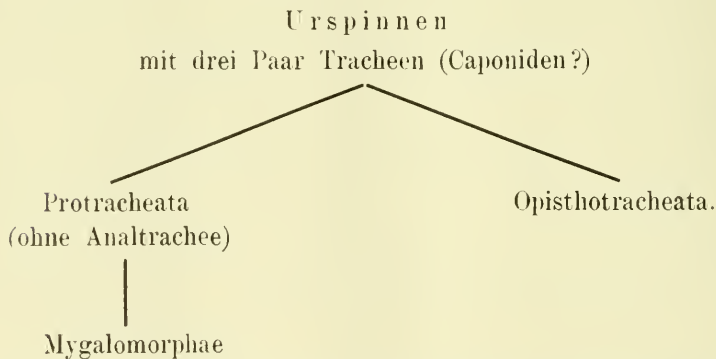 Urspinnen
mit drei Paar Tracheen (Caponiden?)
Protracheata
(ohne Analtrachee)
Opisthotracheata.
Mygalomorphae